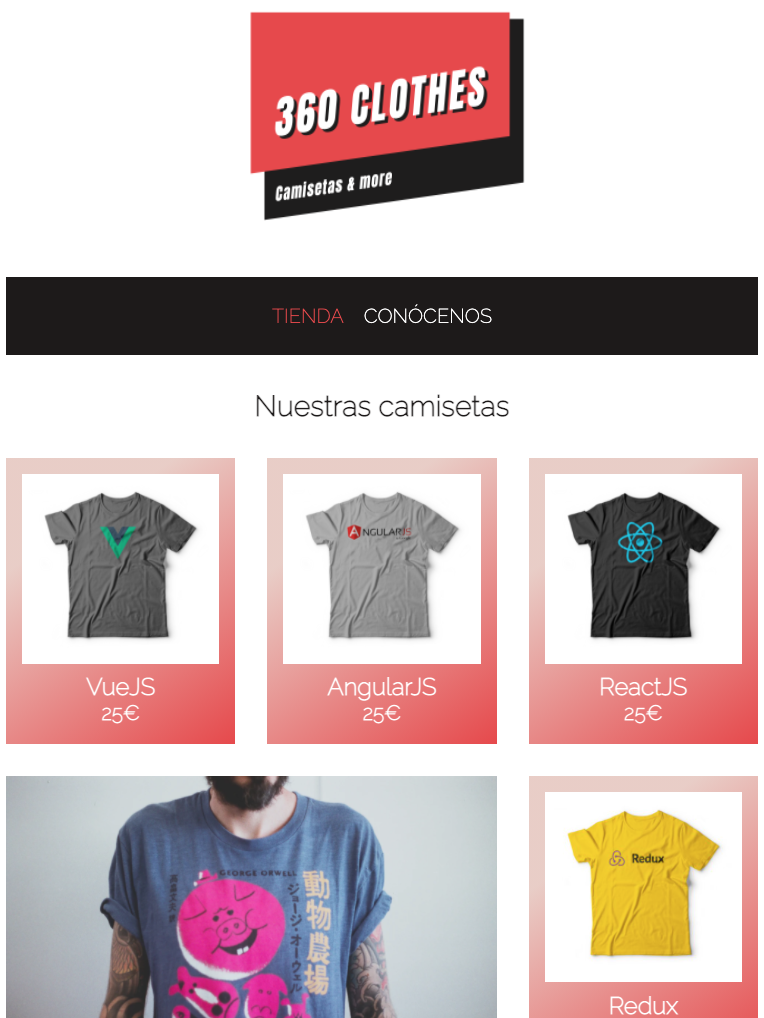 360 CLOTHES
Camisetas & more
TIENDA CONÓCENOS
Nuestras camisetas
ANGULARJS
VueJS
25€
AngularJS
25€
ReactJS
25€
GEORGE ORWELL
動物農場
ジョージ・オーウェル
Redux
Redux